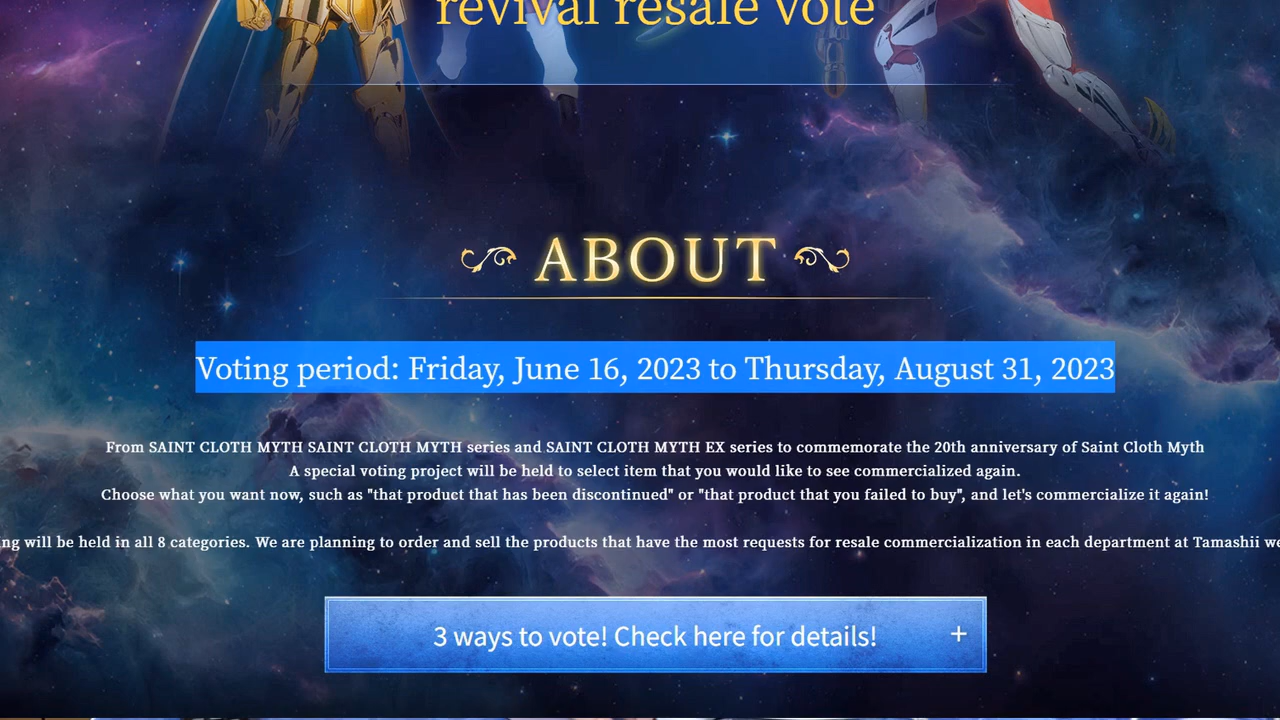 revival resale vote
ABOUT
Voting period: Friday, June 16, 2023 to Thursday, August 31, 2023
From SAINT CLOTH MYTH SAINT CLOTH MYTH series and SAINT CLOTH MYTH EX series to commemorate the 20th anniversary of Saint Cloth Myth
A special voting project will be held to select item that you would like to see commercialized again.
Choose what you want now, such as "that product that has been discontinued" or "that product that you failed to buy", and let's commercialize it again!
ng will be held in all 8 categories. We are planning to order and sell the products that have the most requests for resale commercialization in each department at Tamashii we
3 ways to vote! Check here for details! +